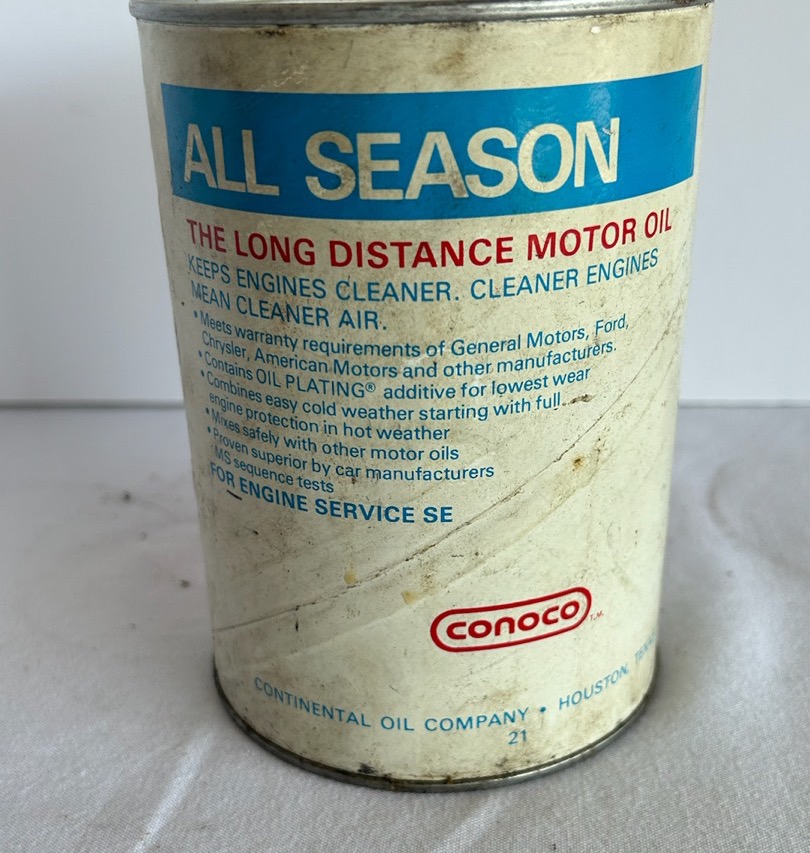 ALL SEASON
THE LONG DISTANCE MOTOR OIL
KEEPS ENGINES CLEANER. CLEANER ENGINES
MEAN CLEANER AIR.
• Meets warranty requirements of General Motors, Ford,
Chrysler, American Motors and other manufacturers.
• Contains OIL PLATING® additive for lowest wear
• Combines easy cold weather starting with full
engine protection in hot weather
• Mixes safely with other motor oils
• Proven superior by car manufacturers
MS sequence tests
FOR ENGINE SERVICE SE
conoco T.M.
CONTINENTAL OIL COMPANY • HOUSTON, TEXAS
21